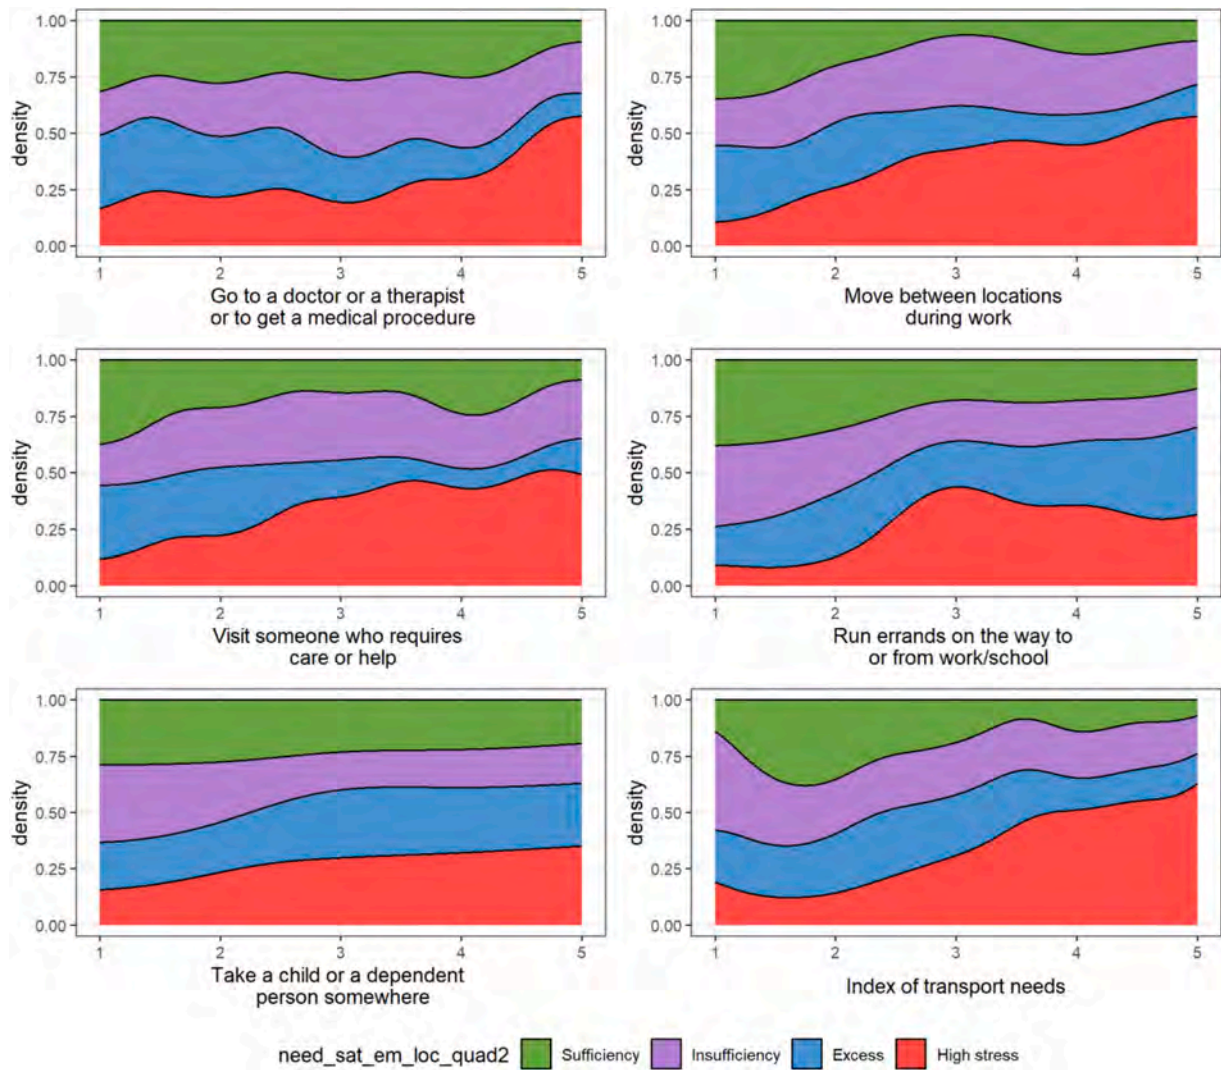 1.00
0.75
0.50
0.25
0.00
density
1 2 3 4 5
Go to a doctor or a therapist
or to get a medical procedure
1.00
0.75
0.50
0.25
0.00
density
1 2 3 4 5
Move between locations
during work
1.00
0.75
0.50
0.25
0.00
density
1 2 3 4 5
Visit someone who requires
care or help
1.00
0.75
0.50
0.25
0.00
density
1 2 3 4 5
Run errands on the way to
or from work/school
1.00
0.75
0.50
0.25
0.00
density
1 2 3 4 5
Take a child or a dependent
person somewhere
1.00
0.75
0.50
0.25
0.00
density
1 2 3 4 5
Index of transport needs
need_sat_em_loc_quad2 Sufficiency Insufficiency Excess High stress